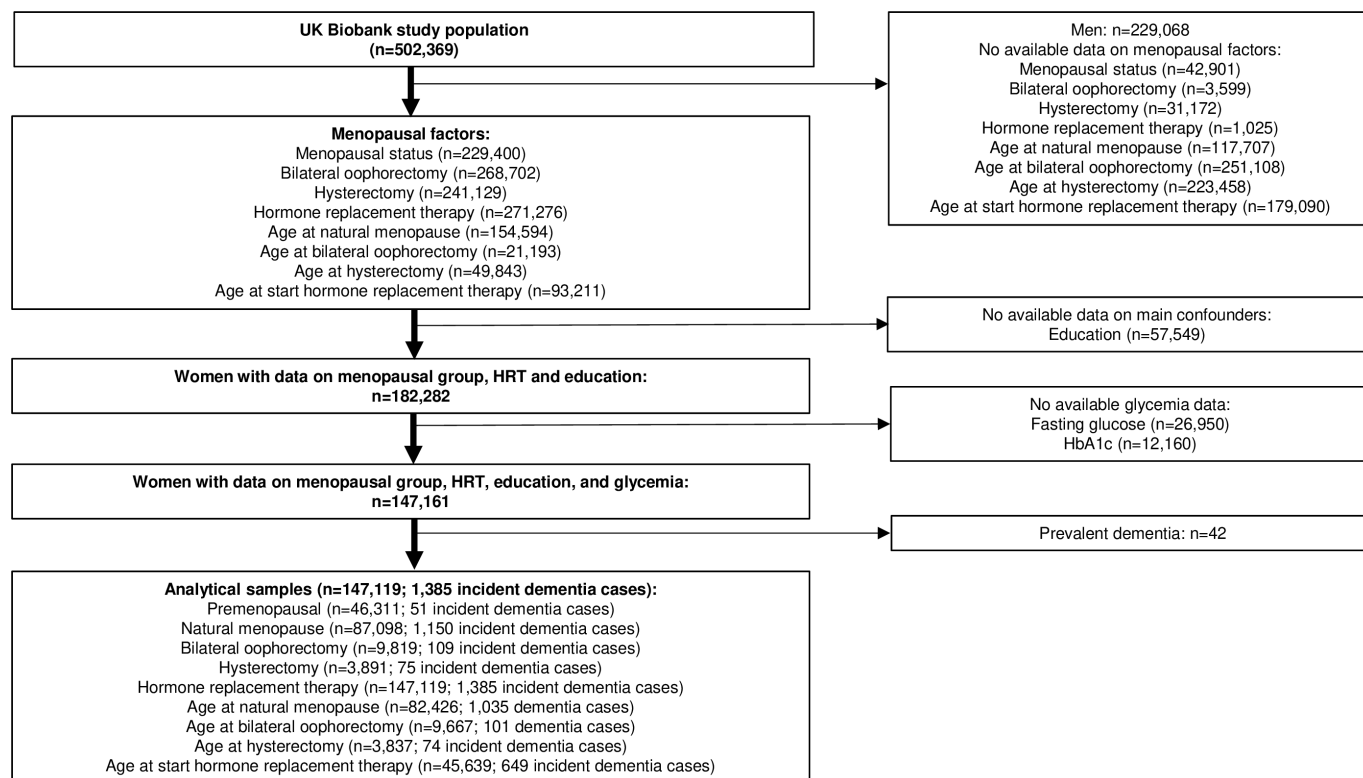 UK Biobank study population
(n=502,369)
Men: n=229,068
No available data on menopausal factors:
Menopausal status (n=42,901)
Bilateral oophorectomy (n=3,599)
Hysterectomy (n=31,172)
Hormone replacement therapy (n=1,025)
Age at natural menopause (n=117,707)
Age at bilateral oophorectomy (n=251,108)
Age at hysterectomy (n=223,458)
Age at start hormone replacement therapy (n=179,090)
Menopausal factors:
Menopausal status (n=229,400)
Bilateral oophorectomy (n=268,702)
Hysterectomy (n=241,129)
Hormone replacement therapy (n=271,276)
Age at natural menopause (n=154,594)
Age at bilateral oophorectomy (n=21,193)
Age at hysterectomy (n=49,843)
Age at start hormone replacement therapy (n=93,211)
No available data on main confounders:
Education (n=57,549)
Women with data on menopausal group, HRT and education:
n=182,282
No available glycemia data:
Fasting glucose (n=26,950)
HbA1c (n=12,160)
Women with data on menopausal group, HRT, education, and glycemia:
n=147,161
Prevalent dementia: n=42
Analytical samples (n=147,119; 1,385 incident dementia cases):
Premenopausal (n=46,311; 51 incident dementia cases)
Natural menopause (n=87,098; 1,150 incident dementia cases)
Bilateral oophorectomy (n=9,819; 109 incident dementia cases)
Hysterectomy (n=3,891; 75 incident dementia cases)
Hormone replacement therapy (n=147,119; 1,385 incident dementia cases)
Age at natural menopause (n=82,426; 1,035 dementia cases)
Age at bilateral oophorectomy (n=9,667; 101 dementia cases)
Age at hysterectomy (n=3,837; 74 incident dementia cases)
Age at start hormone replacement therapy (n=45,639; 649 incident dementia cases)